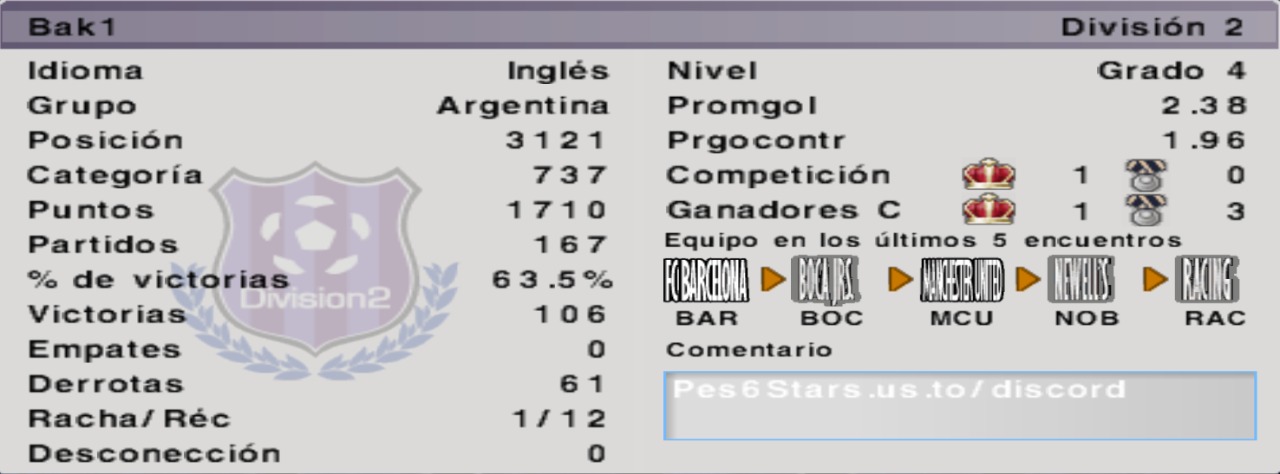 Bak1 División 2
Idioma Inglés
Grupo Argentina
Posición 3121
Categoría 737
Puntos 1710
Partidos 167
% de victorias 63.5%
Victorias 106
Empates 0
Derrotas 61
Racha/Réc 1/12
Desconección 0
Division2
Nivel Grado 4
Promgol 2.38
Prgocontr 1.96
Competición 1 0
Ganadores C 1 3
Equipo en los últimos 5 encuentros
FC BARCELONA BOCA JRS. MANCHESTER UNITED NEWELL'S RACING
BAR BOC MCU NOB RAC
Comentario
Pes6Stars.us.to/discord